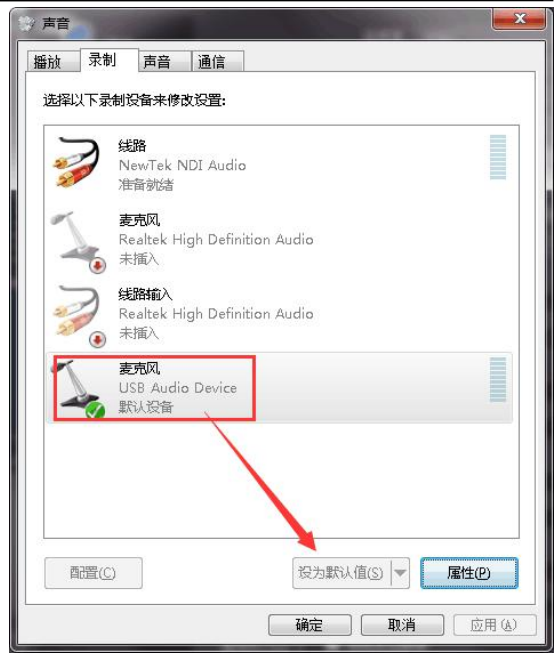 声音
播放
录制
声音
通信
选择以下录制设备来修改设置:
线路
NewTek NDI Audio
准备就绪
麦克风
Realtek High Definition Audio
未插入
线路输入
Realtek High Definition Audio
未插入
麦克风
USB Audio Device
默认设备
配置(C)
设为默认值(S)
属性(P)
确定
取消
应用(A)